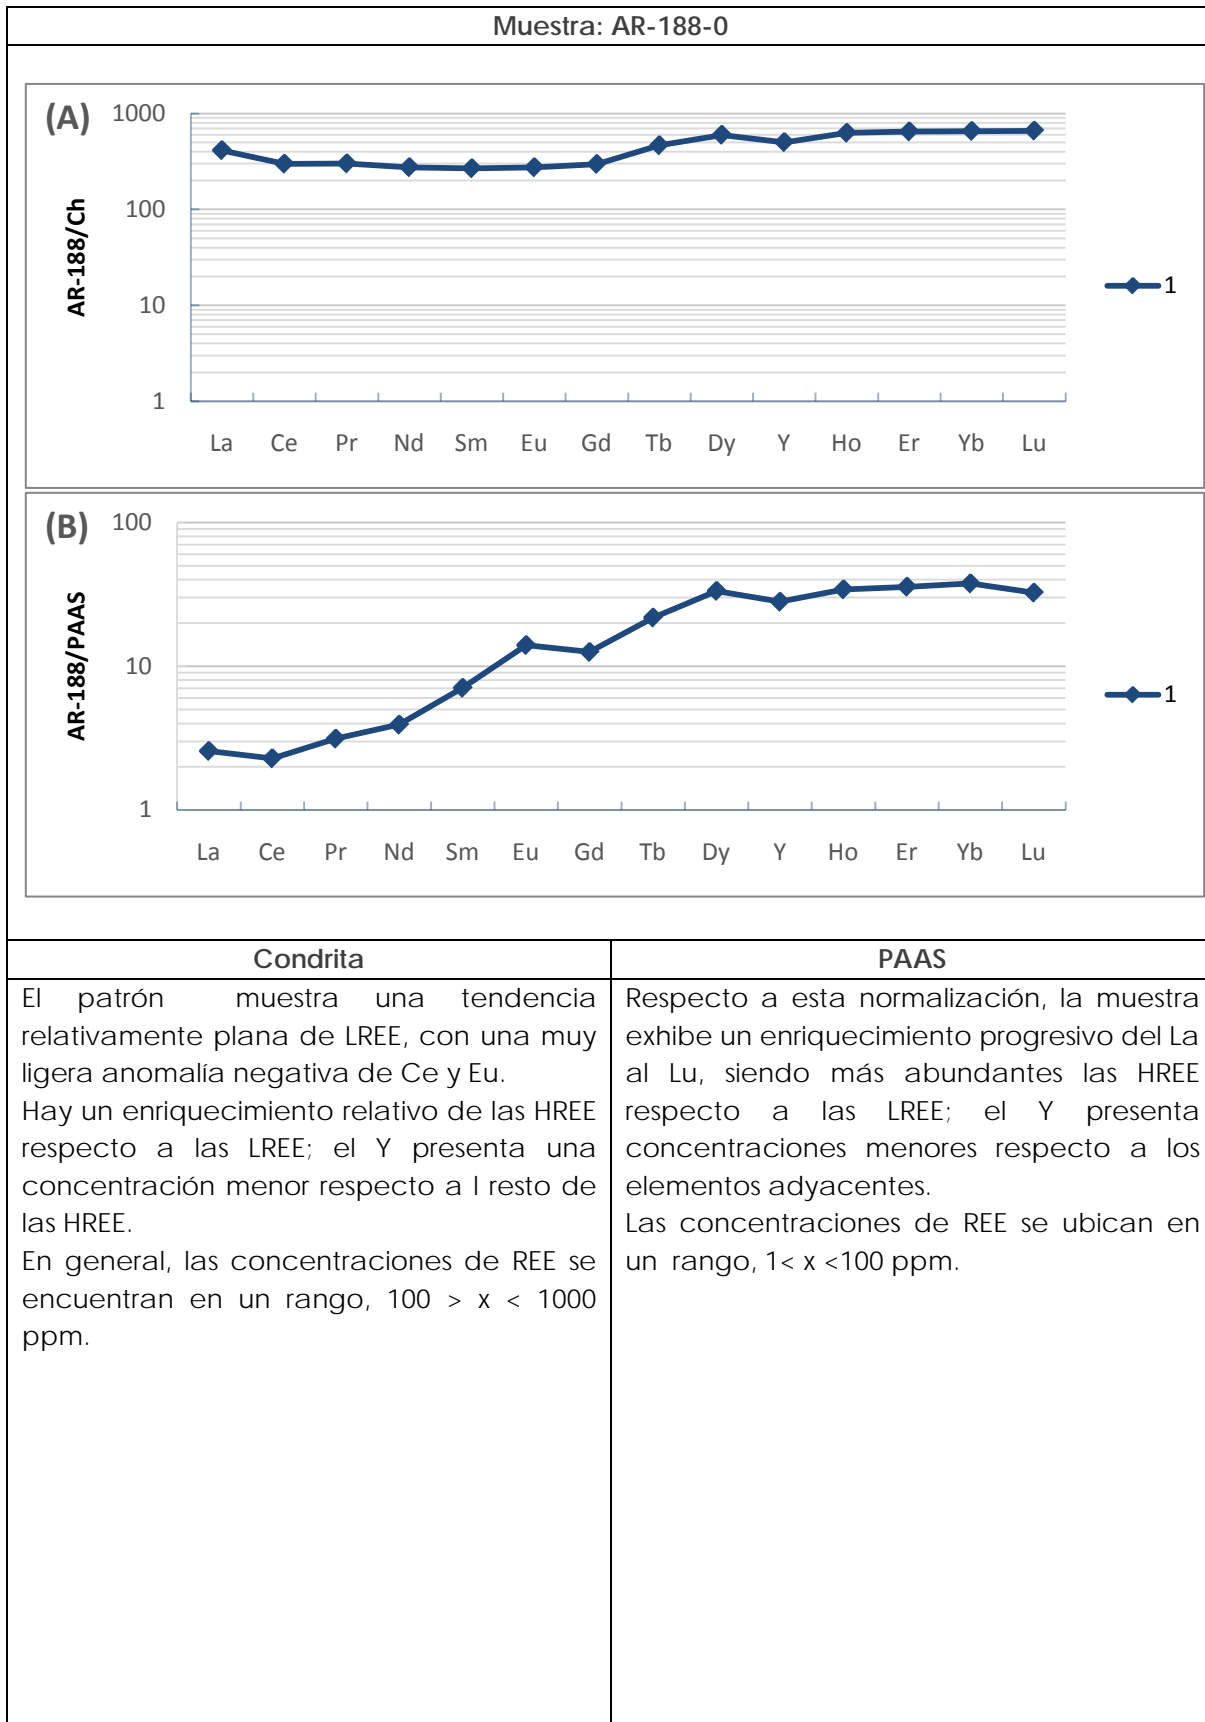 Muestra: AR-188-0
(A)
1000
100
10
1
AR-188/Ch
La Ce Pr Nd Sm Eu Gd Tb Dy Y Ho Er Yb Lu
1
(B)
100
10
1
AR-188/PAAS
La Ce Pr Nd Sm Eu Gd Tb Dy Y Ho Er Yb Lu
1
Condrita
El patrón muestra una tendencia
relativamente plana de LREE, con una muy
ligera anomalía negativa de Ce y Eu.
Hay un enriquecimiento relativo de las HREE
respecto a las LREE; el Y presenta una
concentración menor respecto a l resto de
las HREE.
En general, las concentraciones de REE se
encuentran en un rango, 100 > x < 1000
ppm.
PAAS
Respecto a esta normalización, la muestra
exhibe un enriquecimiento progresivo del La
al Lu, siendo más abundantes las HREE
respecto a las LREE; el Y presenta
concentraciones menores respecto a los
elementos adyacentes.
Las concentraciones de REE se ubican en
un rango, 1< x <100 ppm.